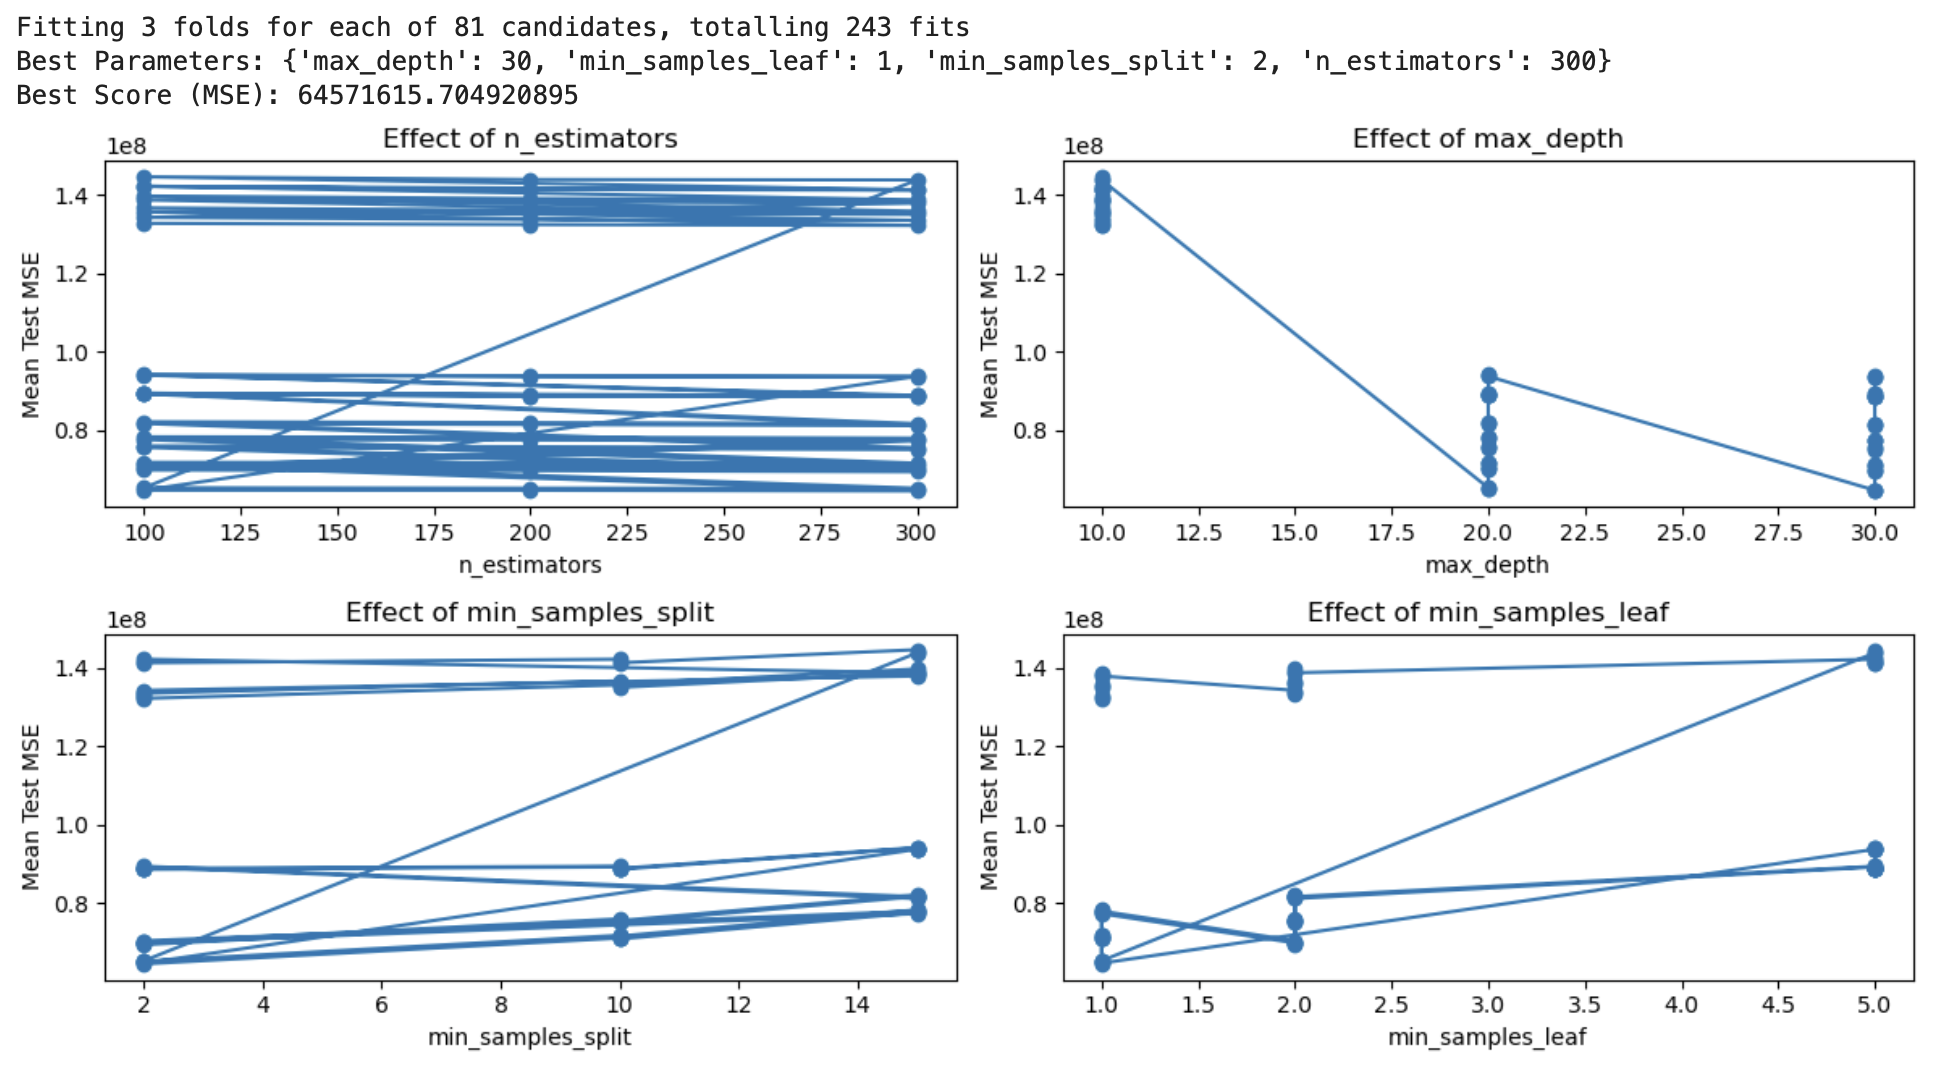 Fitting 3 folds for each of 81 candidates, totalling 243 fits
Best Parameters: {'max_depth': 30, 'min_samples_leaf': 1, 'min_samples_split': 2, 'n_estimators': 300}
Best Score (MSE): 64571615.704920895
Effect of n_estimators
1e8
1.4
1.2
1.0
0.8
Mean Test MSE
100 125 150 175 200 225 250 275 300
n_estimators
Effect of max_depth
1e8
1.4
1.2
1.0
0.8
Mean Test MSE
10.0 12.5 15.0 17.5 20.0 22.5 25.0 27.5 30.0
max_depth
Effect of min_samples_split
1e8
1.4
1.2
1.0
0.8
Mean Test MSE
2 4 6 8 10 12 14
min_samples_split
Effect of min_samples_leaf
1e8
1.4
1.2
1.0
0.8
Mean Test MSE
1.0 1.5 2.0 2.5 3.0 3.5 4.0 4.5 5.0
min_samples_leaf